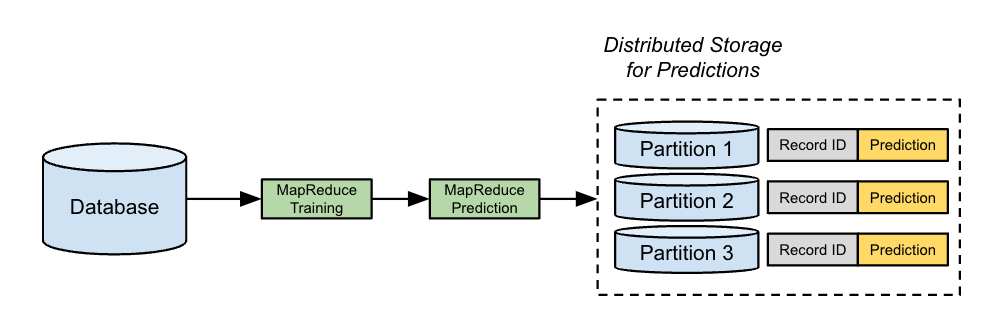 Distributed Storage
for Predictions
Database
MapReduce
Training
MapReduce
Prediction
Partition 1
Record ID
Prediction
Partition 2
Record ID
Prediction
Partition 3
Record ID
Prediction